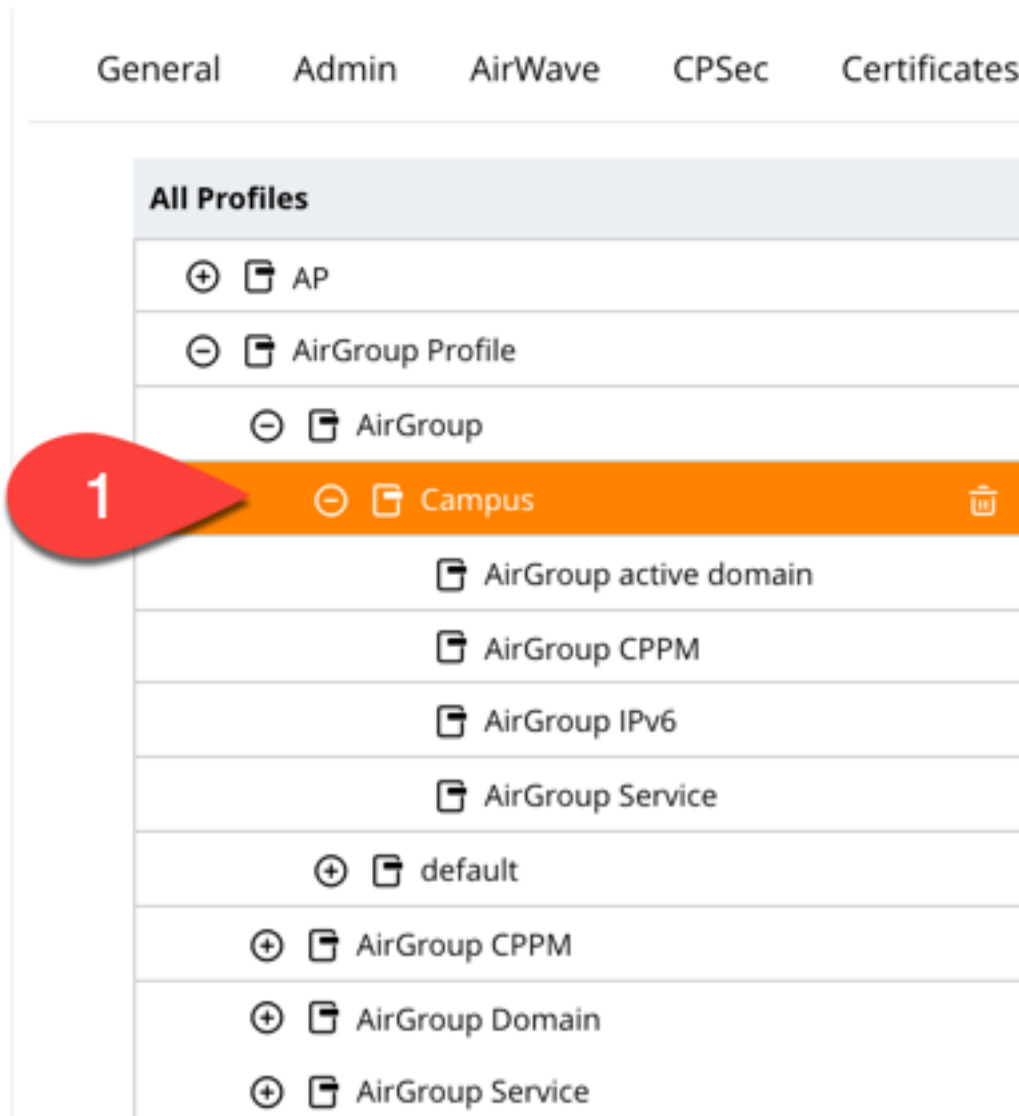 General Admin AirWave CPSec Certificates
All Profiles
AP
AirGroup Profile
AirGroup
1
Campus
AirGroup active domain
AirGroup CPPM
AirGroup IPv6
AirGroup Service
default
AirGroup CPPM
AirGroup Domain
AirGroup Service